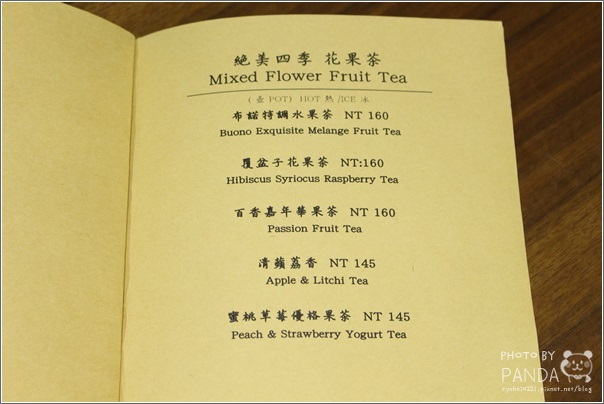 絕美四季 花果茶
Mixed Flower Fruit Tea
(壺 POT) HOT 熱 /ICE 冰
布諾特調水果茶 NT 160
Buono Exquisite Melange Fruit Tea
覆盆子花果茶 NT:160
Hibiscus Syriocus Raspberry Tea
百香嘉年華果茶 NT 160
Passion Fruit Tea
清蘋荔香 NT 145
Apple & Litchi Tea
蜜桃草莓優格果茶 NT 145
Peach & Strawberry Yogurt Tea
PHOTO BY
PANDA